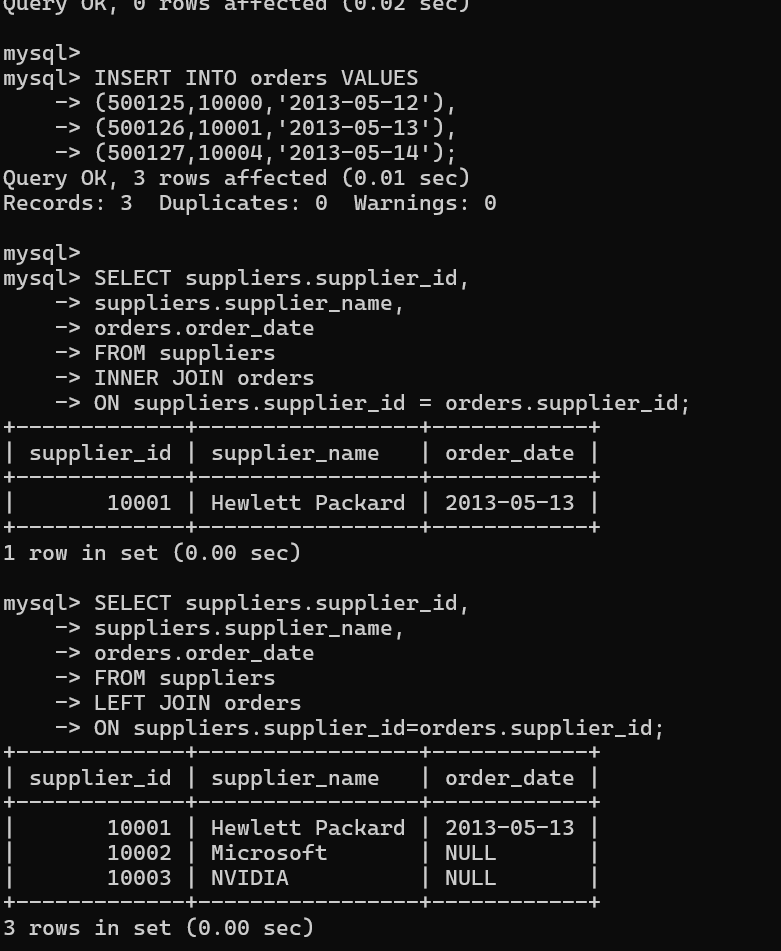 Query OK, 0 rows affected (0.02 sec)

mysql>
mysql> INSERT INTO orders VALUES
    -> (500125,10000,'2013-05-12'),
    -> (500126,10001,'2013-05-13'),
    -> (500127,10004,'2013-05-14');
Query OK, 3 rows affected (0.01 sec)
Records: 3  Duplicates: 0  Warnings: 0

mysql>
mysql> SELECT suppliers.supplier_id,
    -> suppliers.supplier_name,
    -> orders.order_date
    -> FROM suppliers
    -> INNER JOIN orders
    -> ON suppliers.supplier_id = orders.supplier_id;
+-------------+-----------------+------------+
| supplier_id | supplier_name   | order_date |
+-------------+-----------------+------------+
|       10001 | Hewlett Packard | 2013-05-13 |
+-------------+-----------------+------------+
1 row in set (0.00 sec)

mysql> SELECT suppliers.supplier_id,
    -> suppliers.supplier_name,
    -> orders.order_date
    -> FROM suppliers
    -> LEFT JOIN orders
    -> ON suppliers.supplier_id=orders.supplier_id;
+-------------+-----------------+------------+
| supplier_id | supplier_name   | order_date |
+-------------+-----------------+------------+
|       10001 | Hewlett Packard | 2013-05-13 |
|       10002 | Microsoft       | NULL       |
|       10003 | NVIDIA          | NULL       |
+-------------+-----------------+------------+
3 rows in set (0.00 sec)